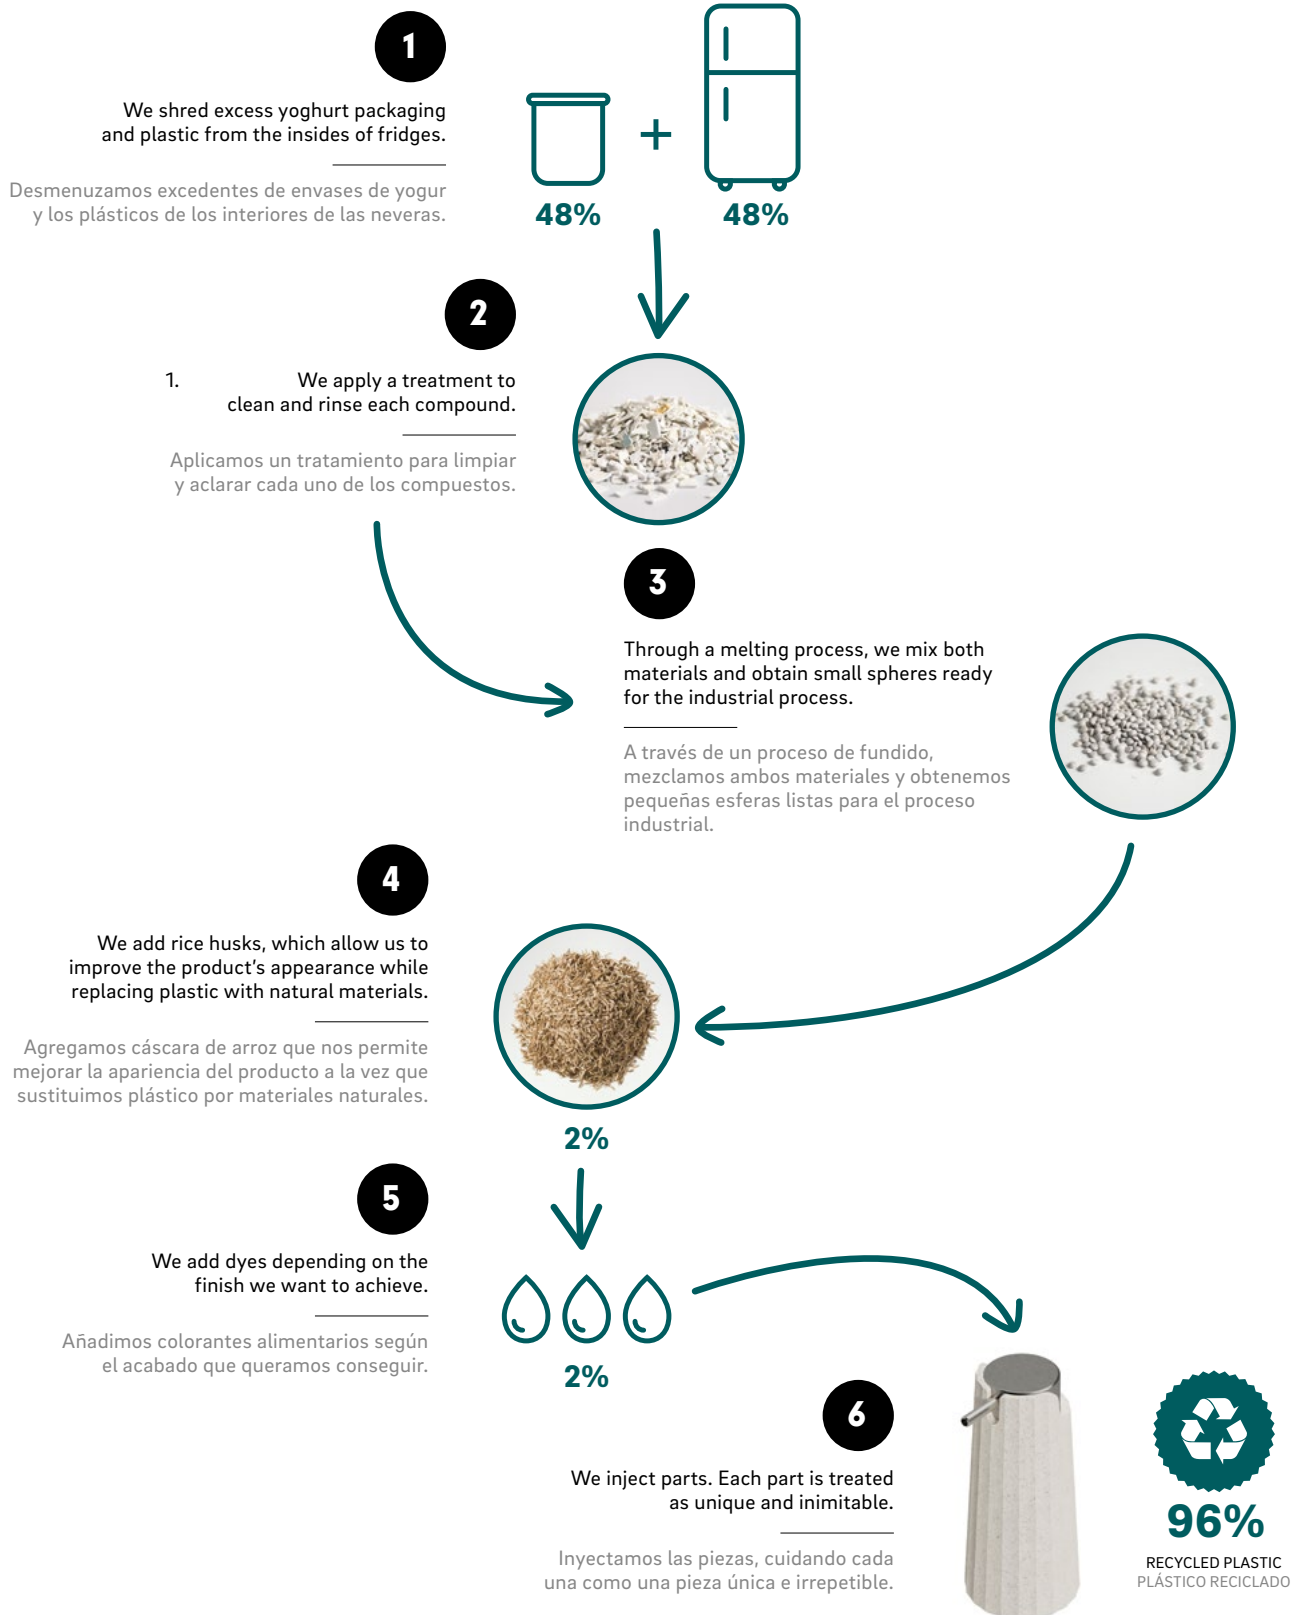 1
We shred excess yoghurt packaging
and plastic from the insides of fridges.
Desmenuzamos excedentes de envases de yogur
y los plásticos de los interiores de las neveras.
48%
+
48%
2
1. We apply a treatment to
clean and rinse each compound.
Aplicamos un tratamiento para limpiar
y aclarar cada uno de los compuestos.
3
Through a melting process, we mix both
materials and obtain small spheres ready
for the industrial process.
A través de un proceso de fundido,
mezclamos ambos materiales y obtenemos
pequeñas esferas listas para el proceso
industrial.
4
We add rice husks, which allow us to
improve the product's appearance while
replacing plastic with natural materials.
Agregamos cáscara de arroz que nos permite
mejorar la apariencia del producto a la vez que
sustituimos plástico por materiales naturales.
2%
5
We add dyes depending on the
finish we want to achieve.
Añadimos colorantes alimentarios según
el acabado que queramos conseguir.
2%
6
We inject parts. Each part is treated
as unique and inimitable.
Inyectamos las piezas, cuidando cada
una como una pieza única e irrepetible.
96%
RECYCLED PLASTIC
PLÁSTICO RECICLADO